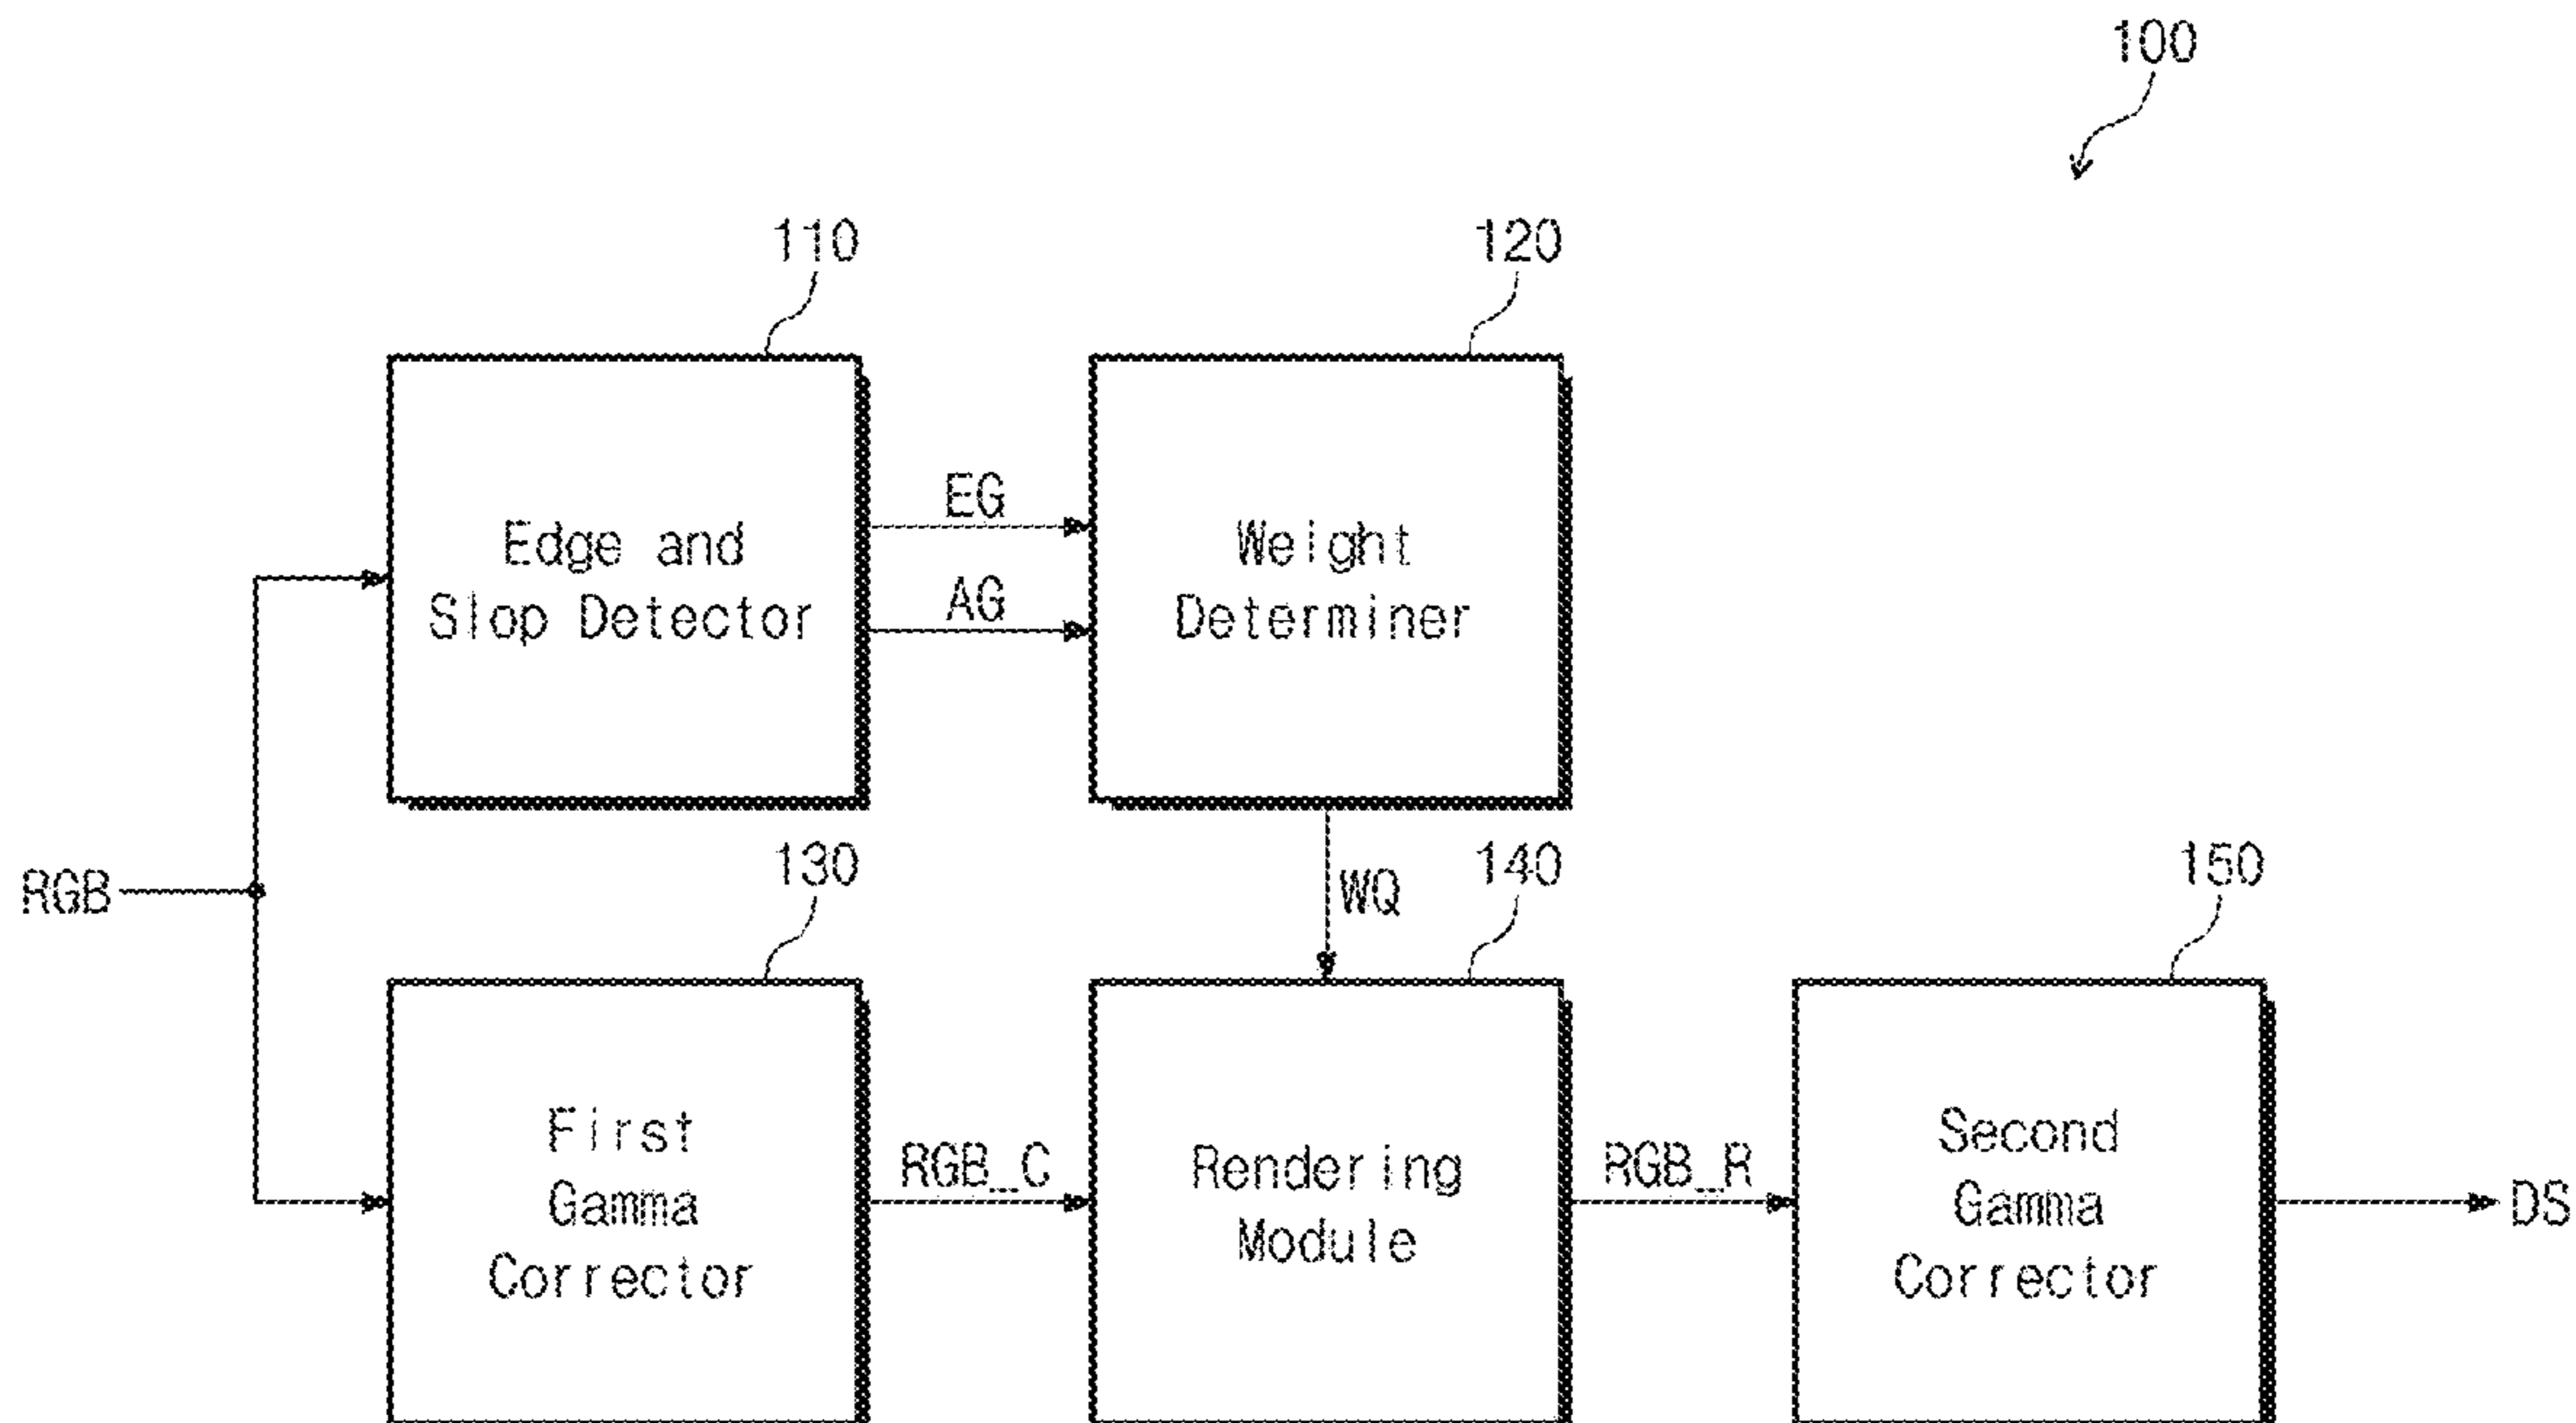 100
110
120
Edge and
Slop Detector
EG
AG
Weight
Determiner
RGB
130
WQ
140
150
First
Gamma
Corrector
RGB_C
Rendering
Module
RGB_R
Second
Gamma
Corrector
DS